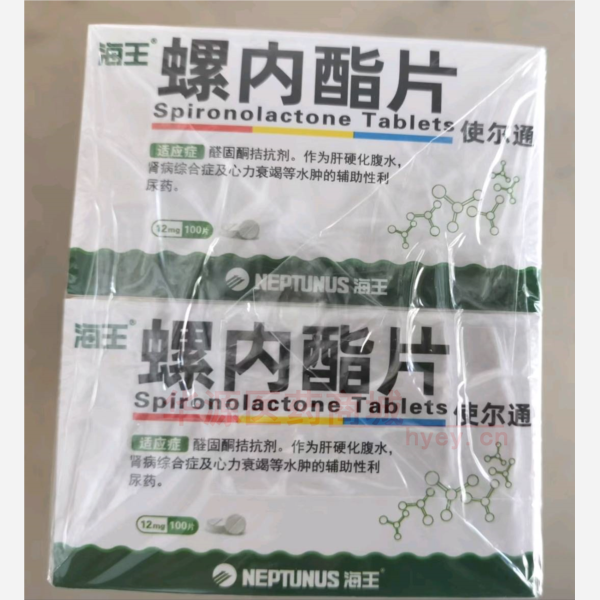 海王®
螺内酯片
Spironolactone Tablets 使尔通
适应症 醛固酮拮抗剂。作为肝硬化腹水,
肾病综合症及心力衰竭等水肿的辅助性利
尿药。
12mg 100片
NEPTUNUS 海王
海王®
螺内酯片
Spironolactone Tablets 使尔通
hyey.cn
适应症 醛固酮拮抗剂。作为肝硬化腹水,
肾病综合症及心力衰竭等水肿的辅助性利
尿药。
12mg 100片
NEPTUNUS 海王